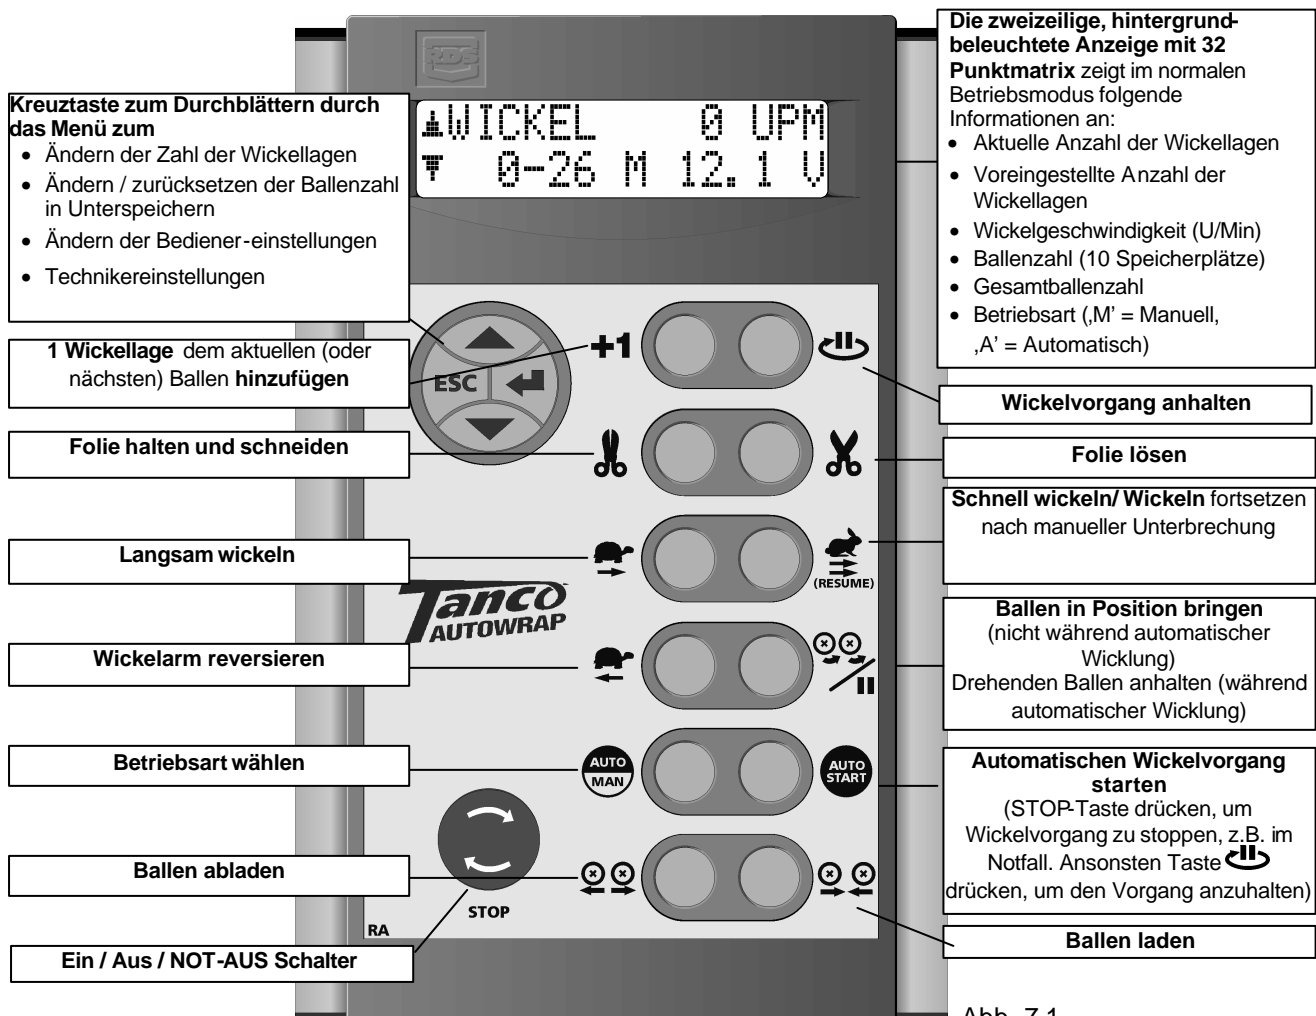 RDS
WICKEL 0 UPM
0-26 M 12.1 V
Kreuztaste zum Durchblättern durch
das Menü zum
• Ändern der Zahl der Wickellagen
• Ändern / zurücksetzen der Ballenzahl
in Unterspeichern
• Ändern der Bediener-einstellungen
• Technikereinstellungen
1 Wickellage dem aktuellen (oder
nächsten) Ballen hinzufügen
Folie halten und schneiden
Langsam wickeln
Wickelarm reversieren
Betriebsart wählen
Ballen abladen
Ein / Aus / NOT-AUS Schalter
ESC
+1
(RESUME)
Tanco
AUTOWRAP
AUTO
MAN
AUTO
START
STOP
RA
Die zweizeilige, hintergrund-
beleuchtete Anzeige mit 32
Punktmatrix zeigt im normalen
Betriebsmodus folgende
Informationen an:
• Aktuelle Anzahl der Wickellagen
• Voreingestellte Anzahl der
Wickellagen
• Wickelgeschwindigkeit (U/Min)
• Ballenzahl (10 Speicherplätze)
• Gesamtballenzahl
• Betriebsart (‚M’ = Manuell,
‚A’ = Automatisch)
Wickelvorgang anhalten
Folie lösen
Schnell wickeln/ Wickeln fortsetzen
nach manueller Unterbrechung
Ballen in Position bringen
(nicht während automatischer
Wicklung)
Drehenden Ballen anhalten (während
automatischer Wicklung)
Automatischen Wickelvorgang
starten
(STOP-Taste drücken, um
Wickelvorgang zu stoppen, z.B. im
Notfall. Ansonsten Taste
drücken, um den Vorgang anzuhalten)
Ballen laden
Abb. 7.1